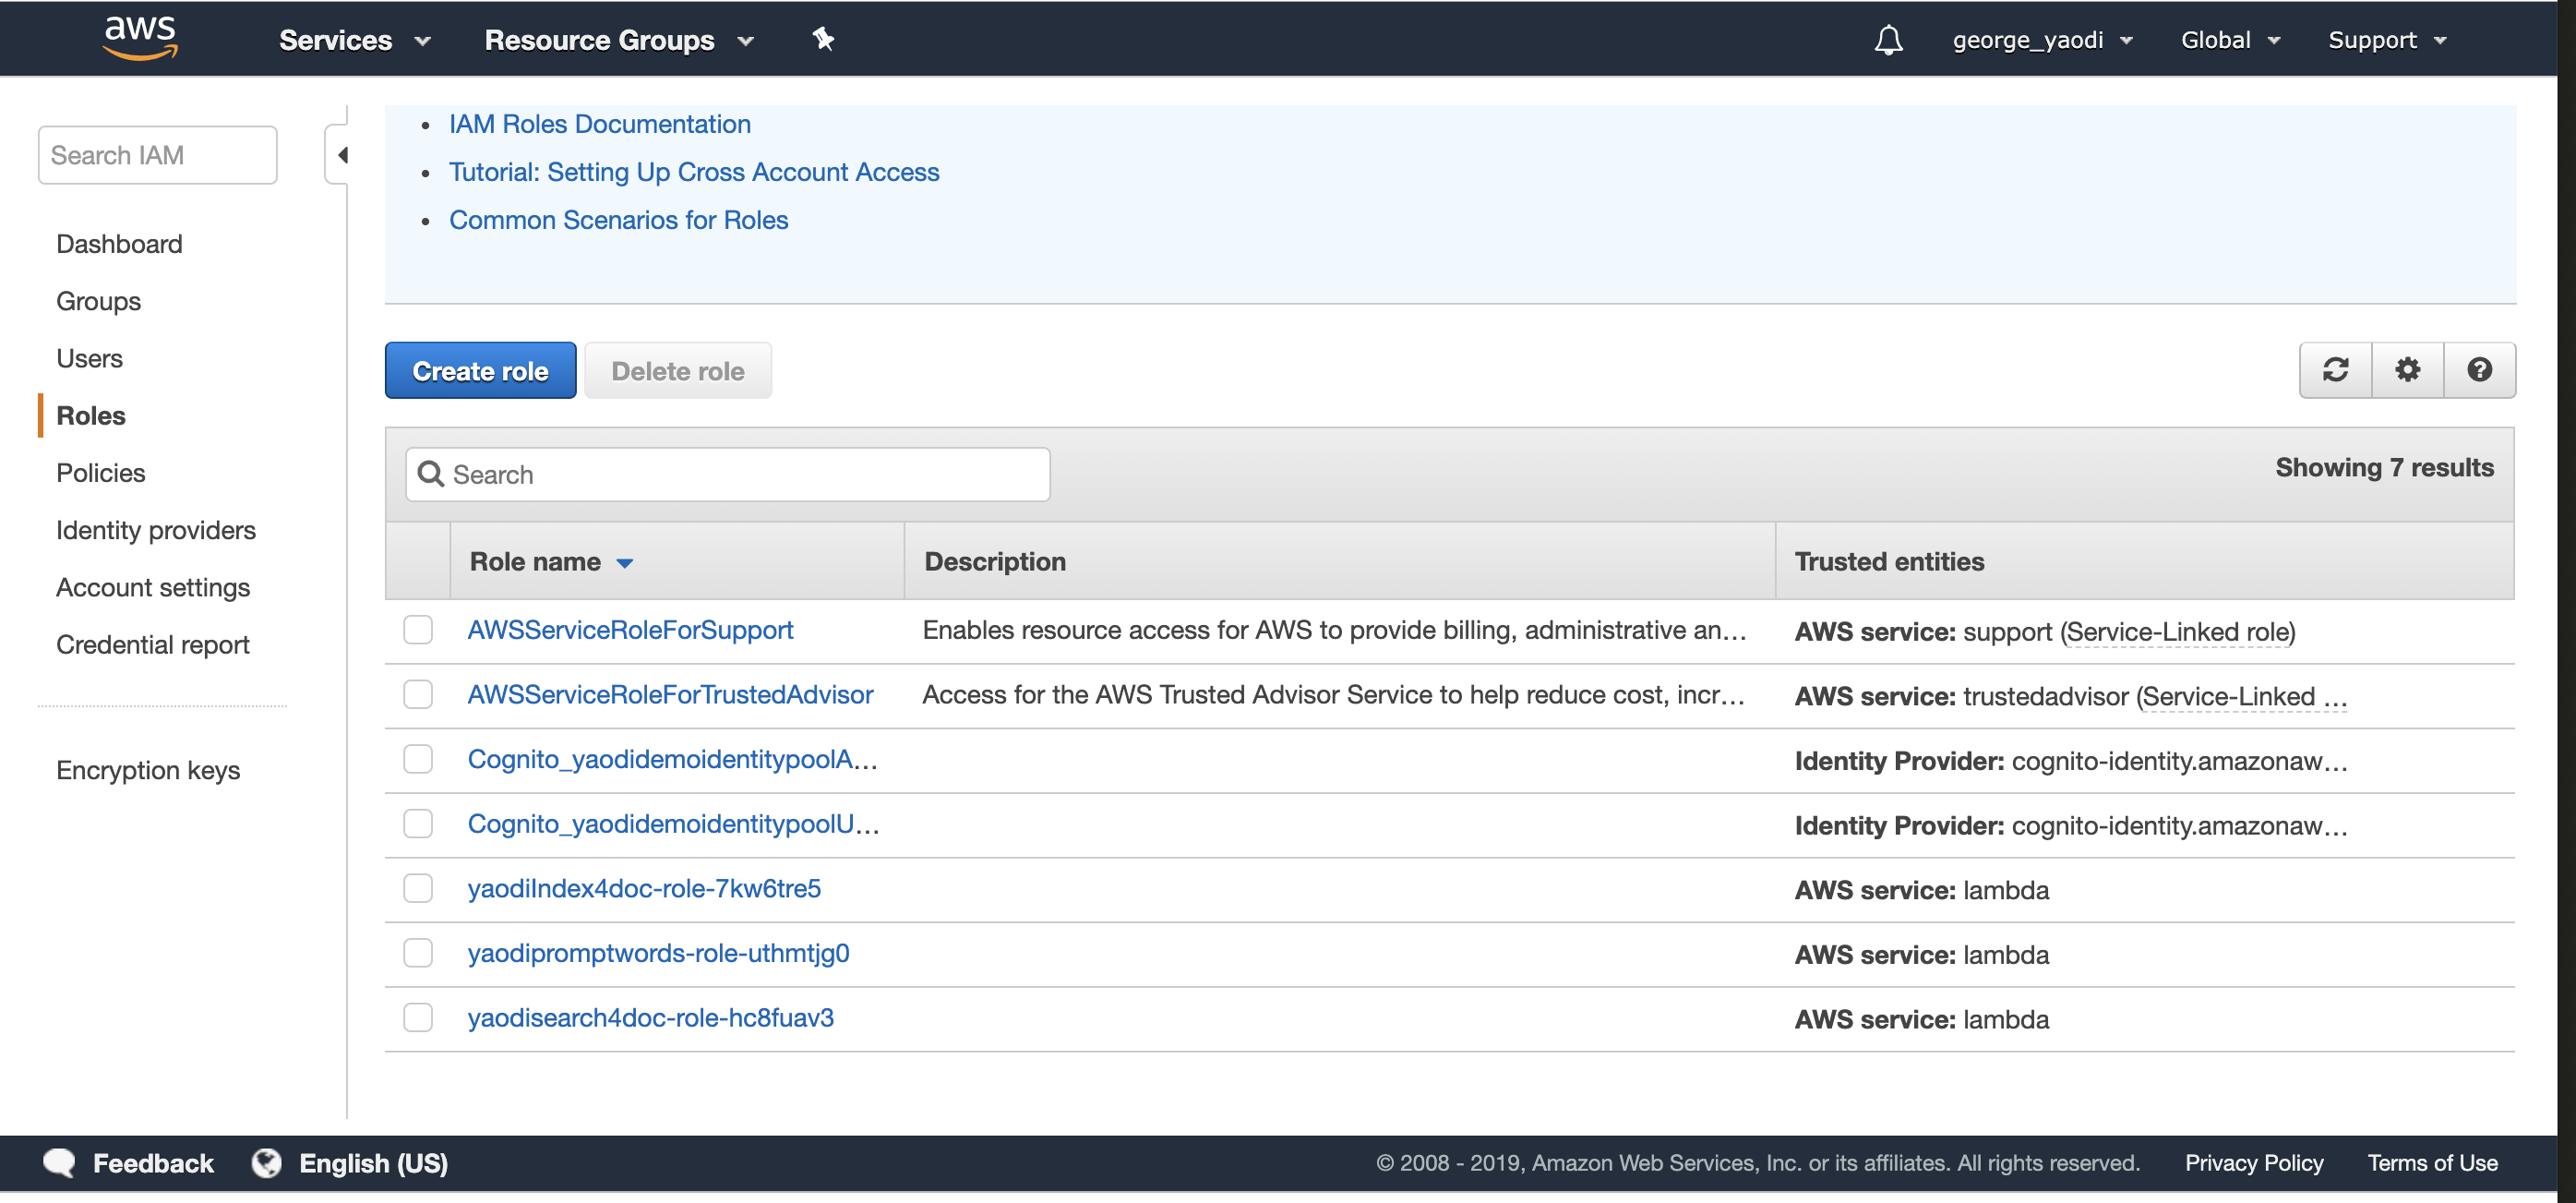 aws Services Resource Groups george_yaodi Global Support
Search IAM
Dashboard
Groups
Users
Roles
Policies
Identity providers
Account settings
Credential report
Encryption keys
• IAM Roles Documentation
• Tutorial: Setting Up Cross Account Access
• Common Scenarios for Roles
Create role Delete role
Search Showing 7 results
Role name Description Trusted entities
AWSServiceRoleForSupport Enables resource access for AWS to provide billing, administrative an... AWS service: support (Service-Linked role)
AWSServiceRoleForTrustedAdvisor Access for the AWS Trusted Advisor Service to help reduce cost, incr... AWS service: trustedadvisor (Service-Linked ...
Cognito_yaodidemoidentitypoolA... Identity Provider: cognito-identity.amazonaw...
Cognito_yaodidemoidentitypoolU... Identity Provider: cognito-identity.amazonaw...
yaodiIndex4doc-role-7kw6tre5 AWS service: lambda
yaodipromptwords-role-uthmtjg0 AWS service: lambda
yaodisearch4doc-role-hc8fuav3 AWS service: lambda
Feedback English (US) © 2008 - 2019, Amazon Web Services, Inc. or its affiliates. All rights reserved. Privacy Policy Terms of Use